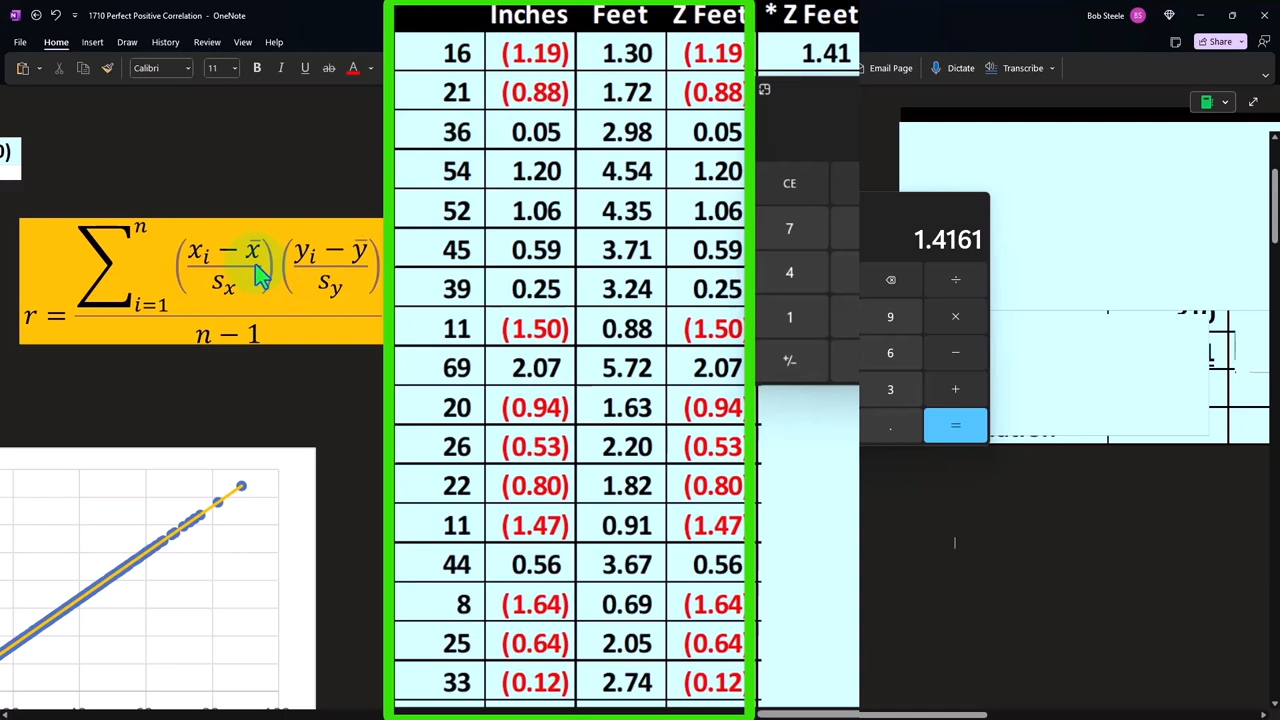 1710 Perfect Positive Correlation - OneNote
Bob Steele BS
File Home Insert Draw History Review View Help
Share
Calibri 11 B I U ab A
Email Page Dictate Transcribe
0)
r = ∑ n i=1 (xi − x̄ / sx) (yi − ȳ / sy) / n − 1
Inches Feet Z Feet * Z Feet
16 (1.19) 1.30 (1.19) 1.41
21 (0.88) 1.72 (0.88)
36 0.05 2.98 0.05
54 1.20 4.54 1.20
52 1.06 4.35 1.06
45 0.59 3.71 0.59
39 0.25 3.24 0.25
11 (1.50) 0.88 (1.50)
69 2.07 5.72 2.07
20 (0.94) 1.63 (0.94)
26 (0.53) 2.20 (0.53)
22 (0.80) 1.82 (0.80)
11 (1.47) 0.91 (1.47)
44 0.56 3.67 0.56
8 (1.64) 0.69 (1.64)
25 (0.64) 2.05 (0.64)
33 (0.12) 2.74 (0.12)
1.4161
CE ÷
7 9 ×
4 6 −
1 3 +
+/− . =